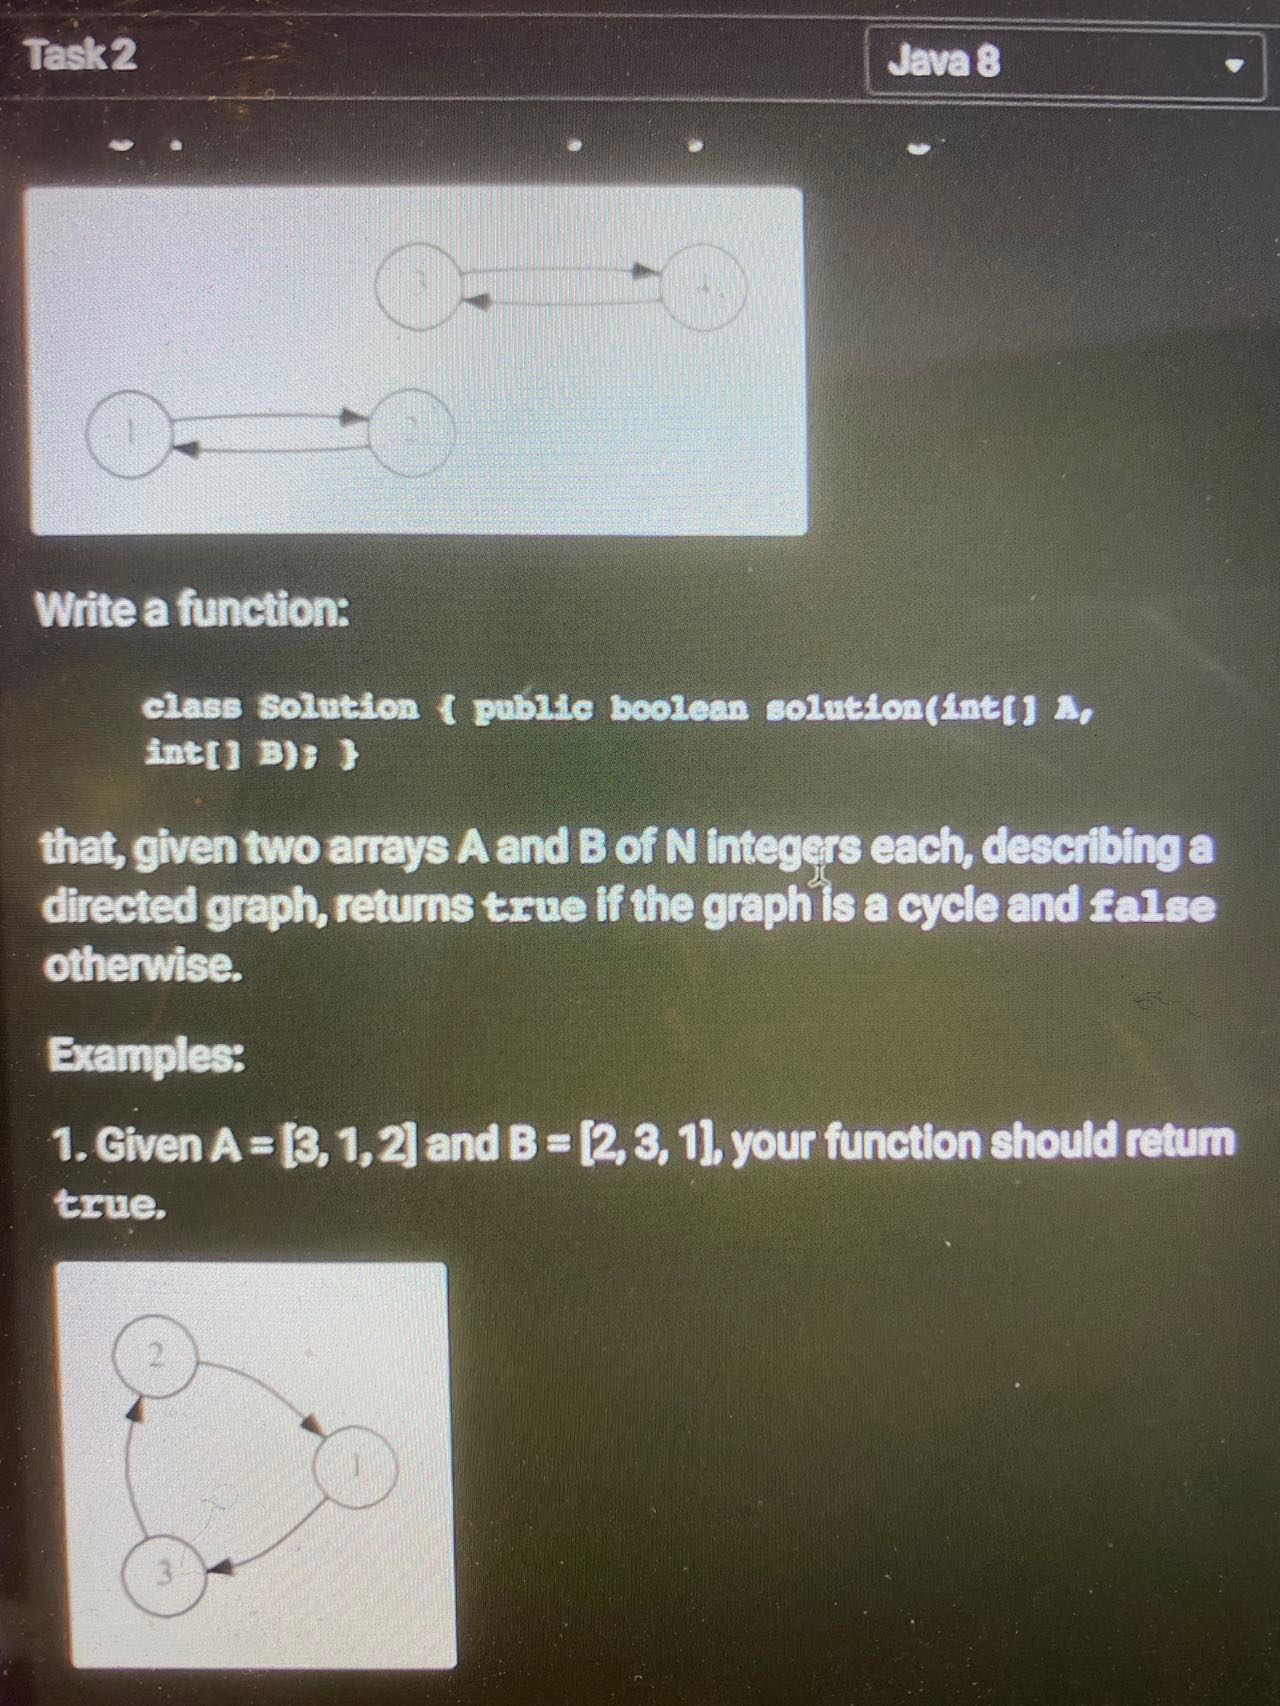 Task 2
Java 8
3
1
2
Write a function:
class Solution { public boolean solution(int[] A,
int[] B); }
that, given two arrays A and B of N integers each, describing a
directed graph, returns true if the graph is a cycle and false
otherwise.
Examples:
1. Given A = [3, 1, 2] and B = [2, 3, 1], your function should return
true.
2
1
3